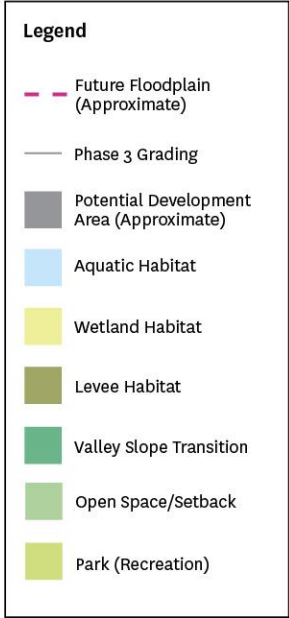 Legend
Future Floodplain
(Approximate)
Phase 3 Grading
Potential Development
Area (Approximate)
Aquatic Habitat
Wetland Habitat
Levee Habitat
Valley Slope Transition
Open Space/Setback
Park (Recreation)